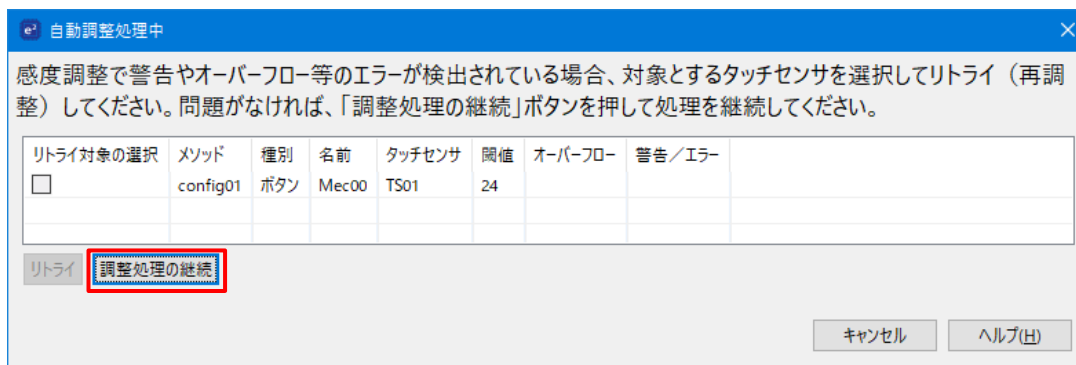 e² 自動調整処理中
感度調整で警告やオーバーフロー等のエラーが検出されている場合、対象とするタッチセンサを選択してリトライ（再調
整）してください。問題がなければ、「調整処理の継続」ボタンを押して処理を継続してください。
リトライ対象の選択 メソッド 種別 名前 タッチセンサ 閾値 オーバーフロー 警告／エラー
config01 ボタン Mec00 TS01 24
リトライ 調整処理の継続
キャンセル ヘルプ(H)